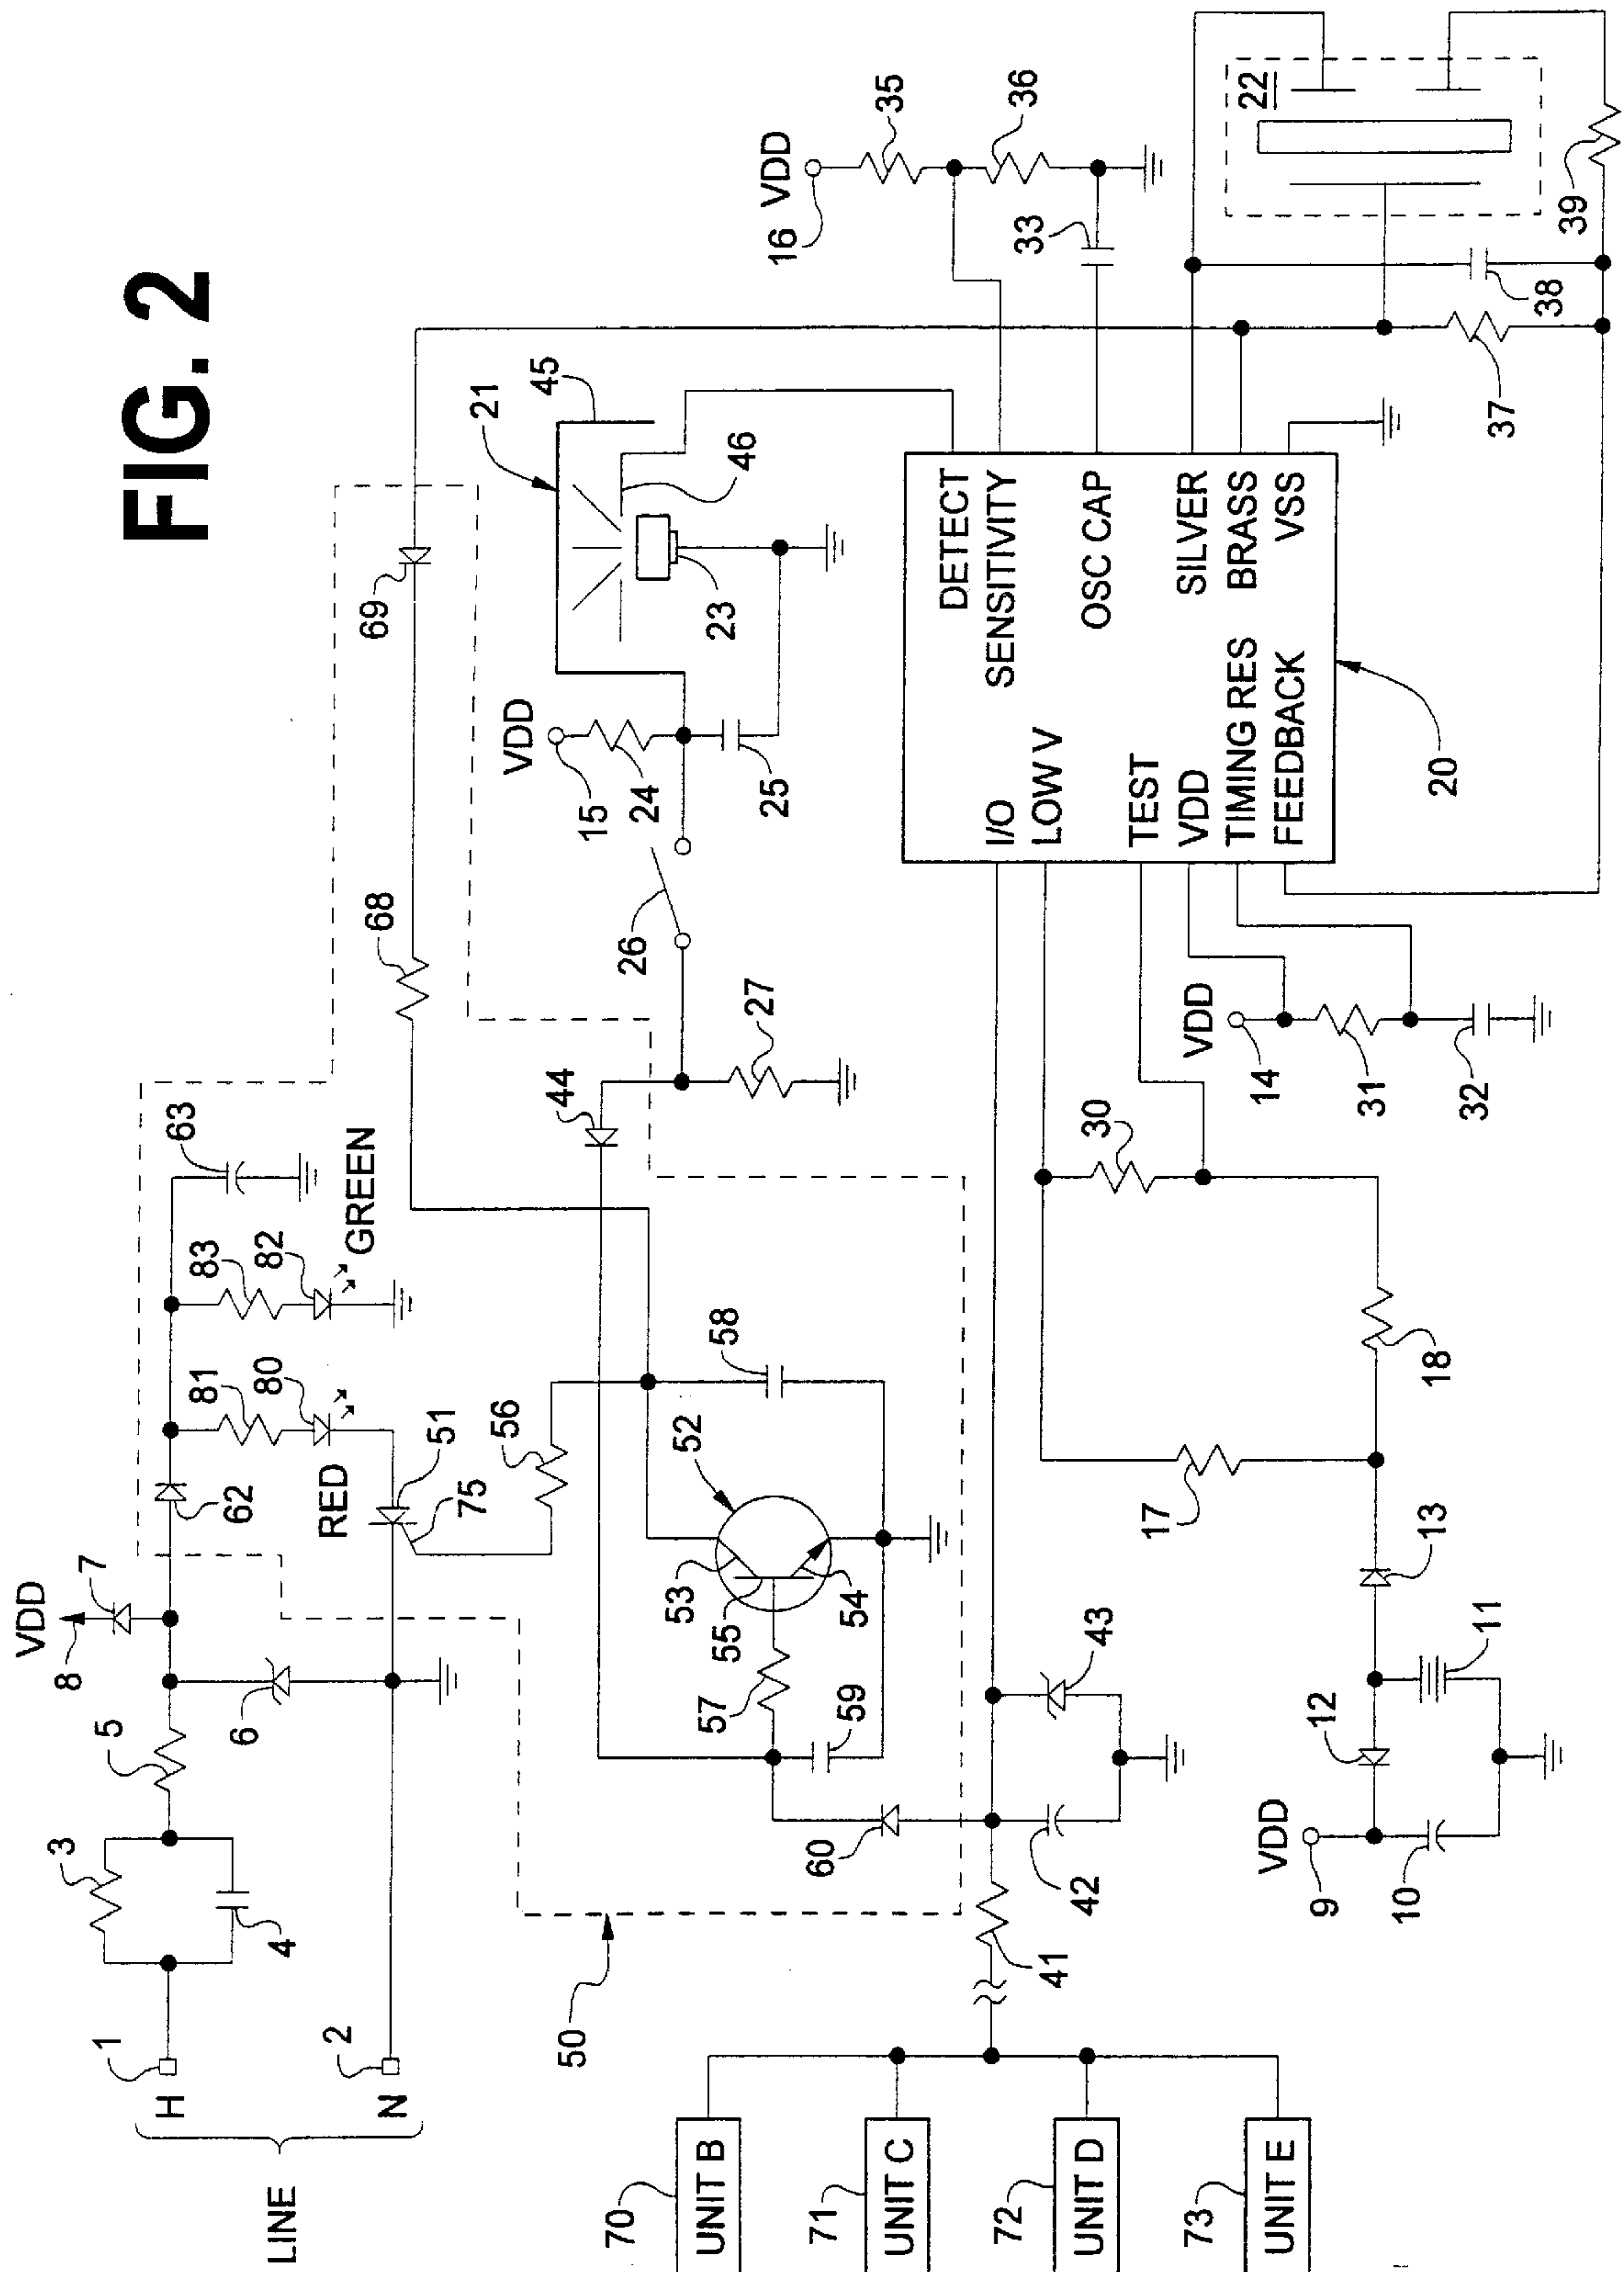 FIG. 2
LINE
H
N
1
2
3
4
5
6
7
8
VDD
62
81
80
RED
51
75
83
82
GREEN
63
68
69
50
56
52
53
55
54
57
58
59
60
44
26
27
VDD
15
24
25
21
45
46
23
VDD
16
35
36
33
22
39
38
37
DETECT
SENSITIVITY
OSC CAP
SILVER
BRASS
VSS
I/O
LOW V
TEST
VDD
TIMING RES
FEEDBACK
20
VDD
14
31
32
30
18
17
13
11
12
VDD
9
10
43
42
41
70
UNIT B
71
UNIT C
72
UNIT D
73
UNIT E